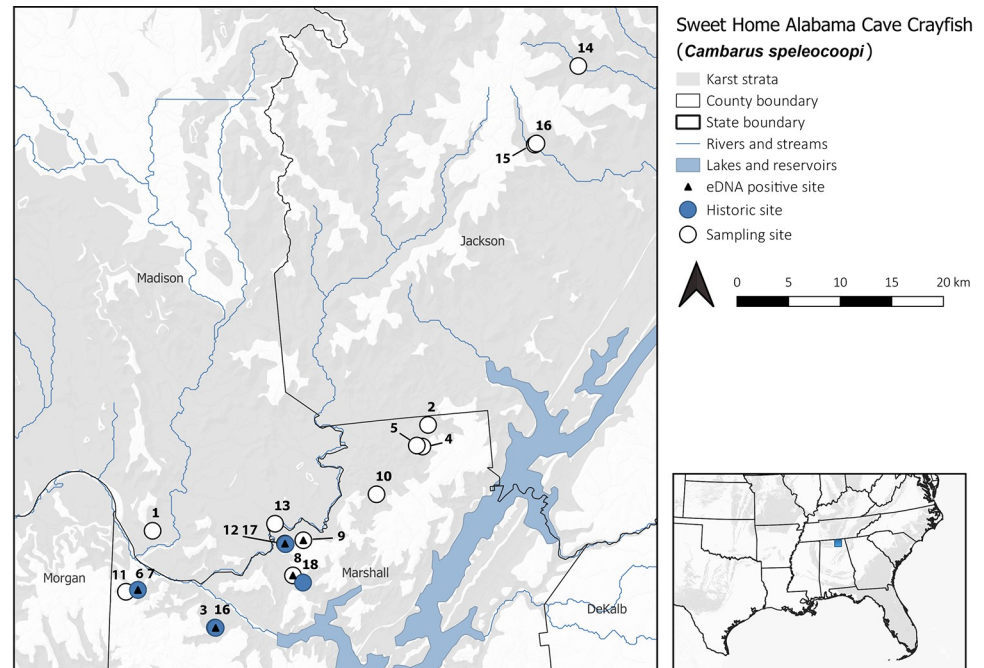 Sweet Home Alabama Cave Crayfish
(Cambarus speleocoopi)
Karst strata
County boundary
State boundary
Rivers and streams
Lakes and reservoirs
eDNA positive site
Historic site
Sampling site
0 5 10 15 20 km
14
16
15
Jackson
Madison
2
5
4
10
13
1
12 17
9
8
18
Marshall
Morgan
11 6 7
3 16
DeKalb